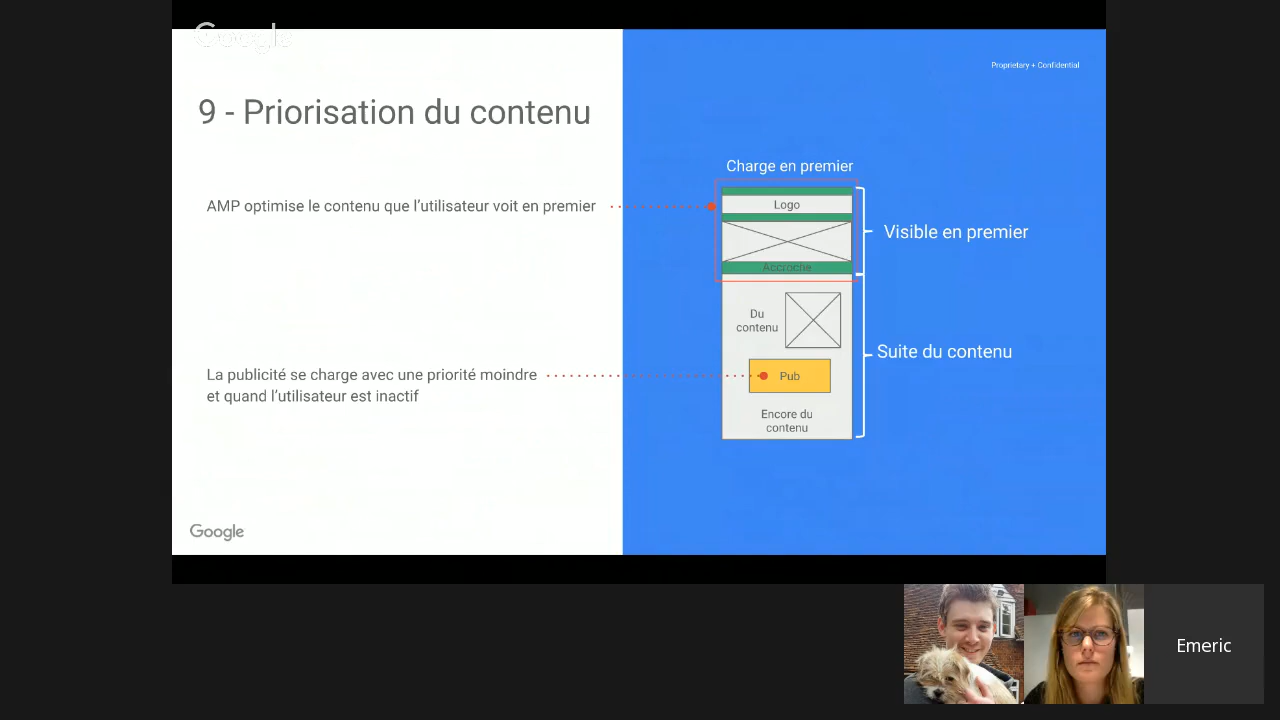 Google
Proprietary + Confidential
9 - Priorisation du contenu
Charge en premier
AMP optimise le contenu que l'utilisateur voit en premier
Logo
Visible en premier
Accroche
Du
contenu
Suite du contenu
La publicité se charge avec une priorité moindre
et quand l'utilisateur est inactif
Pub
Encore du
contenu
Google
Emeric